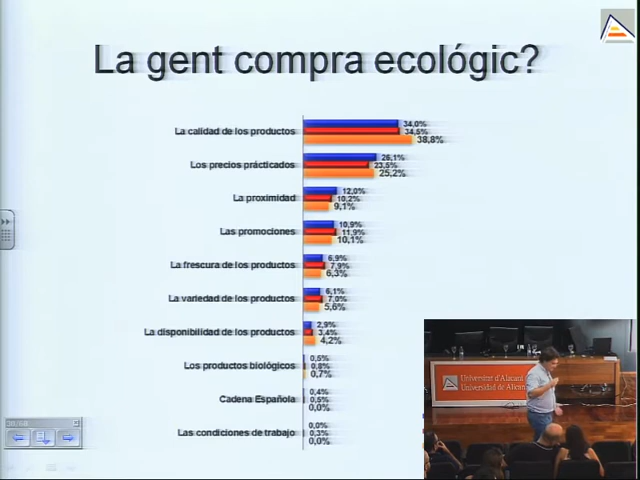 La gent compra ecológic?
La calidad de los productos 34,0% 34,5% 38,8%
Los precios prácticados 26,1% 23,5% 25,2%
La proximidad 12,0% 10,2% 9,1%
Las promociones 10,9% 11,9% 10,1%
La frescura de los productos 6,9% 7,9% 6,3%
La variedad de los productos 6,1% 7,0% 5,6%
La disponibilidad de los productos 2,9% 3,4% 4,2%
Los productos biológicos 0,5% 0,8% 0,7%
Cadena Española 0,4% 0,5% 0,0%
Las condiciones de trabajo 0,0% 0,3% 0,0%
Universitat d'Alacant
Universidad de Alicante